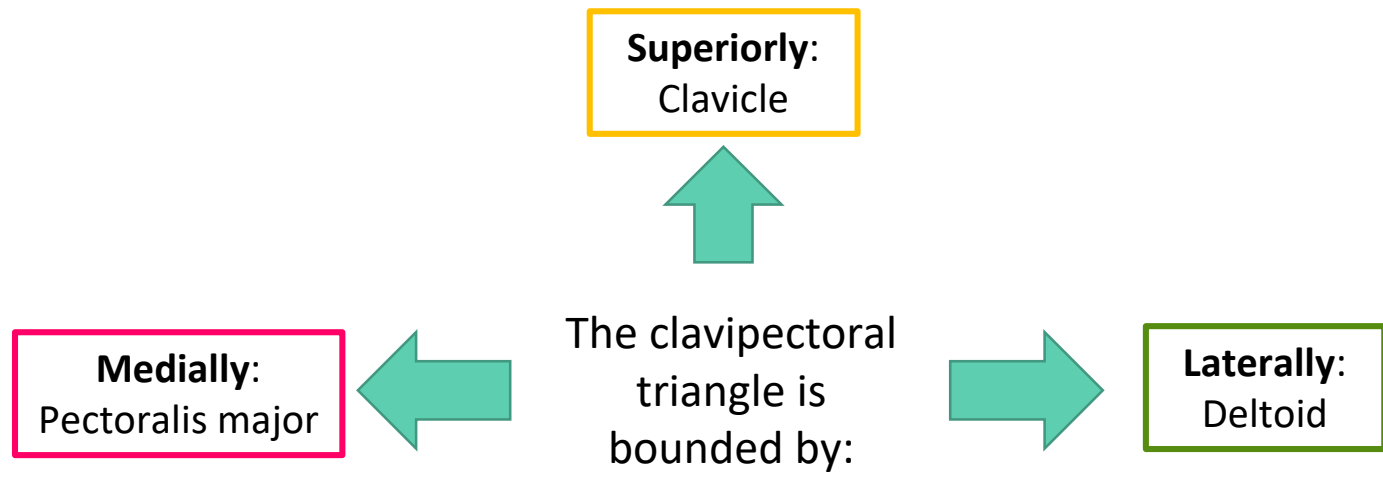 Superiorly:
Clavicle
The clavipectoral
triangle is
bounded by:
Medially:
Pectoralis major
Laterally:
Deltoid